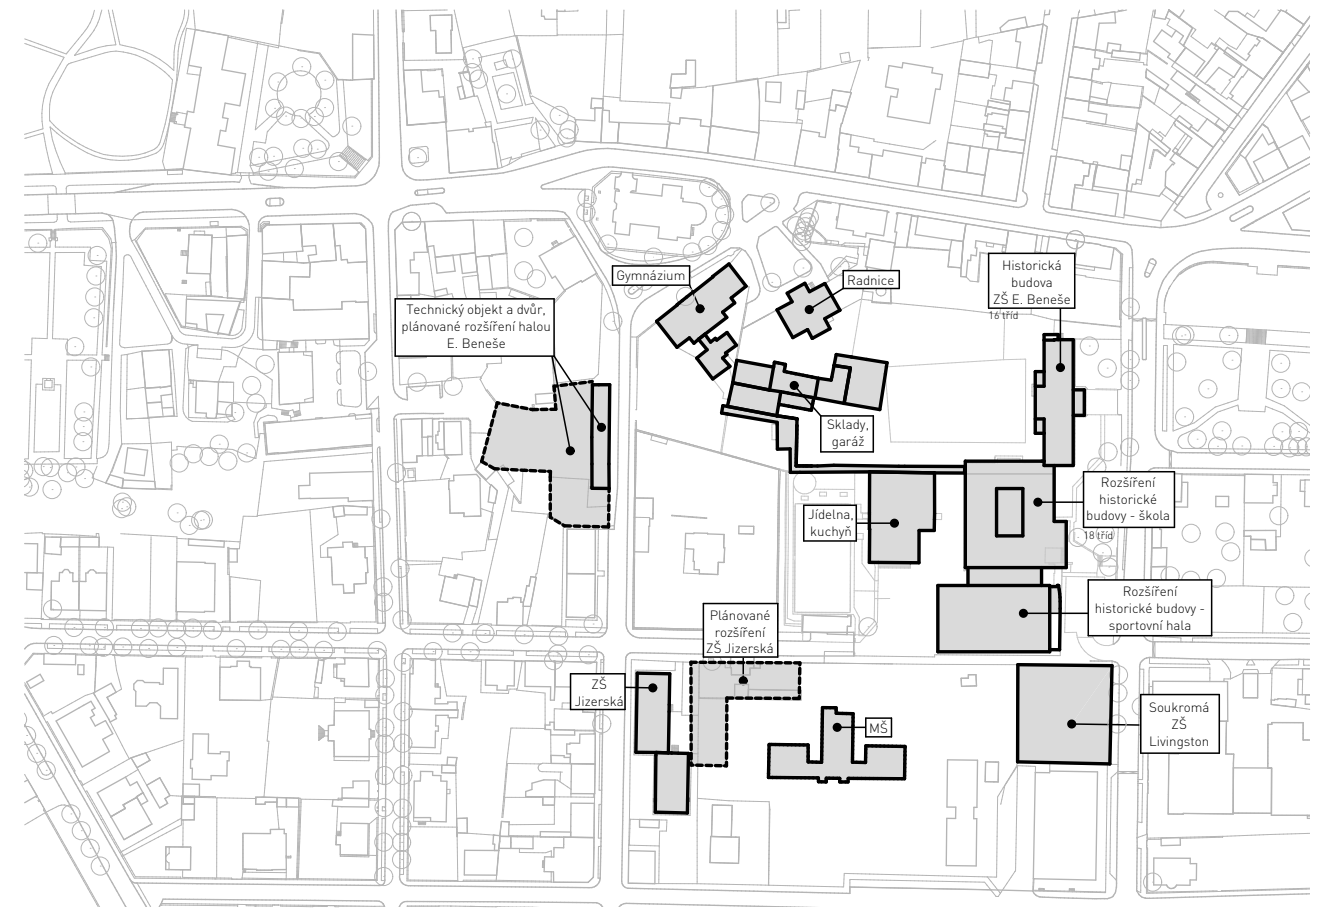 Gymnázium
Radnice
Historická
budova
ZŠ E. Beneše
16 tříd
Technický objekt a dvůr,
plánované rozšíření halou
E. Beneše
Sklady,
garáž
Jídelna,
kuchyň
Rozšíření
historické
budovy - škola
18 tříd
Rozšíření
historické budovy -
sportovní hala
Plánované
rozšíření
ZŠ Jizerská
ZŠ
Jizerská
MŠ
Soukromá
ZŠ
Livingston